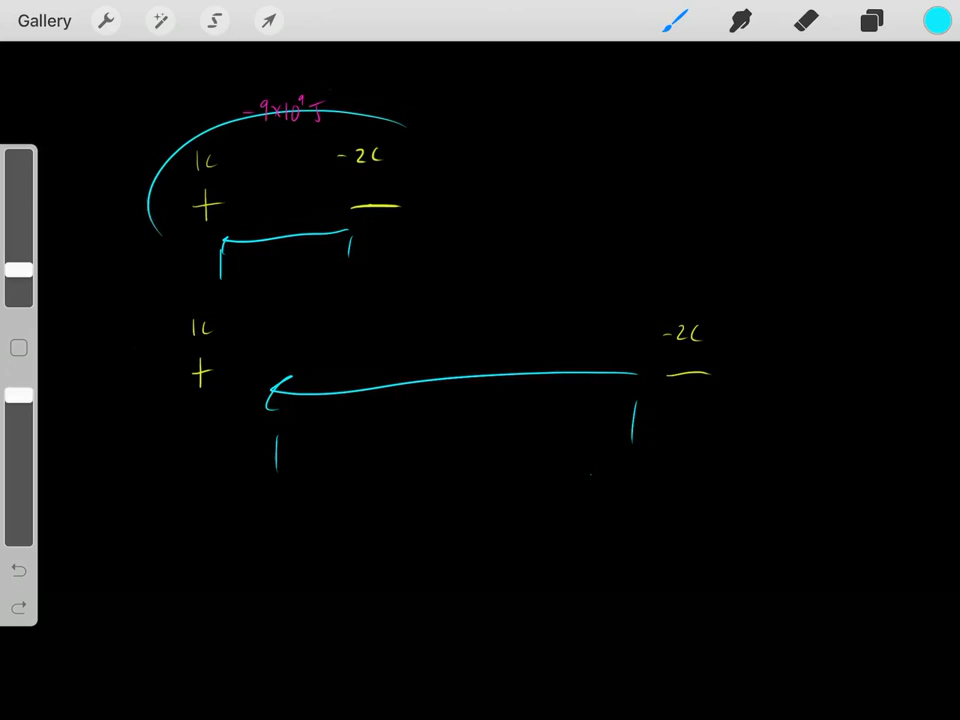 Gallery
-9x10⁹ J
1C -2C
+ -
1C -2C
+ -